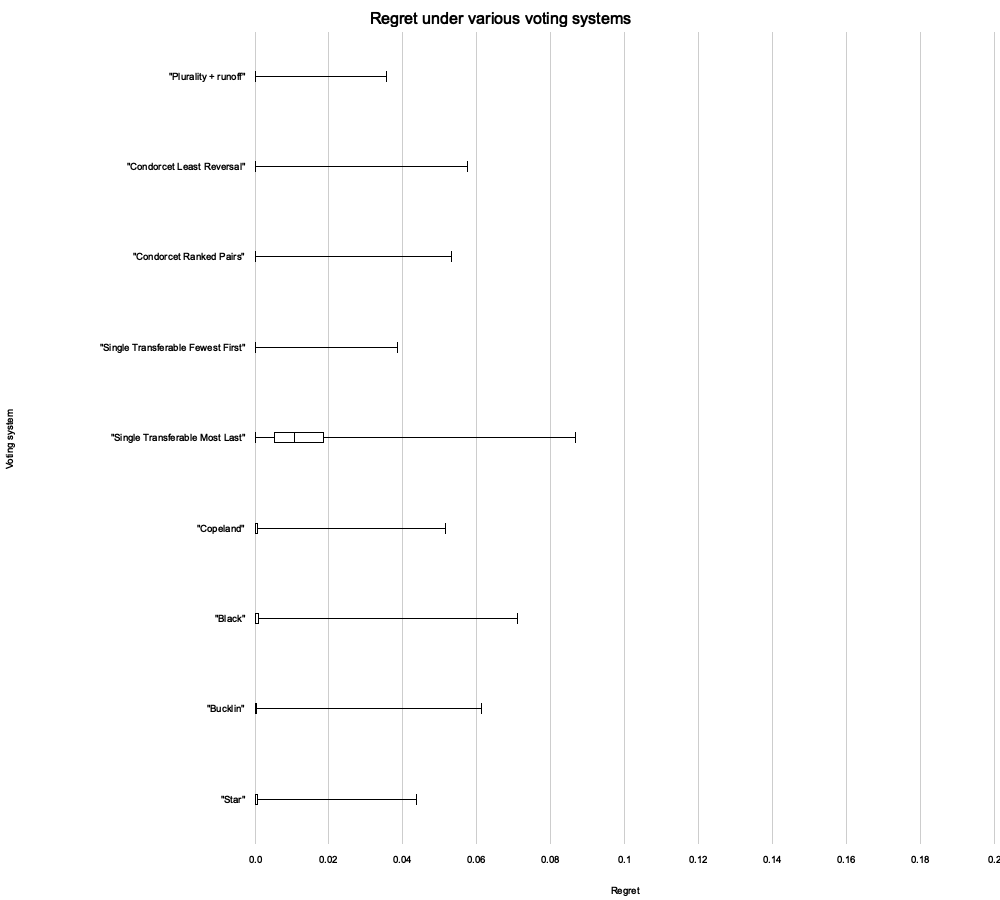 Regret under various voting systems
"Plurality + runoff"
"Condorcet Least Reversal"
"Condorcet Ranked Pairs"
"Single Transferable Fewest First"
"Single Transferable Most Last"
Voting system
"Copeland"
"Black"
"Bucklin"
"Star"
0.0 0.02 0.04 0.06 0.08 0.1 0.12 0.14 0.16 0.18 0.2
Regret